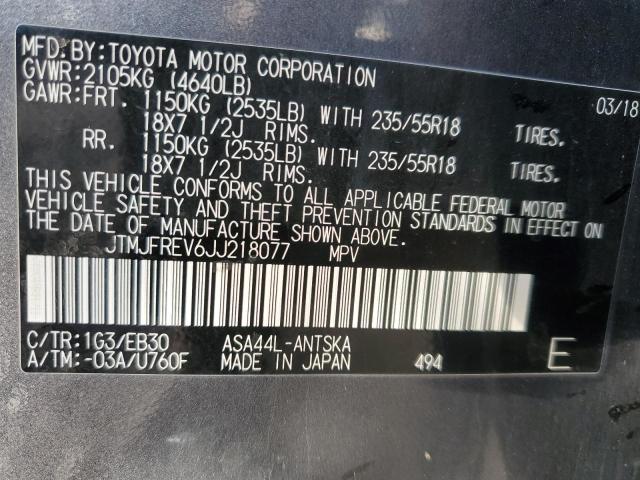 MFD. BY: TOYOTA MOTOR CORPORATION 03/18
GVWR: 2105KG (4640LB)
GAWR: FRT. 1150KG (2535LB) WITH 235/55R18 TIRES.
18X7 1/2J RIMS.
RR. 1150KG (2535LB) WITH 235/55R18 TIRES.
18X7 1/2J RIMS.
THIS VEHICLE CONFORMS TO ALL APPLICABLE FEDERAL MOTOR
VEHICLE SAFETY AND THEFT PREVENTION STANDARDS IN EFFECT ON
THE DATE OF MANUFACTURE SHOWN ABOVE.
JTMJFREV6JJ218077 MPV
C/TR: 1G3/EB30 ASA44L-ANTSKA
A/TM: -03A/U760F MADE IN JAPAN 494 E